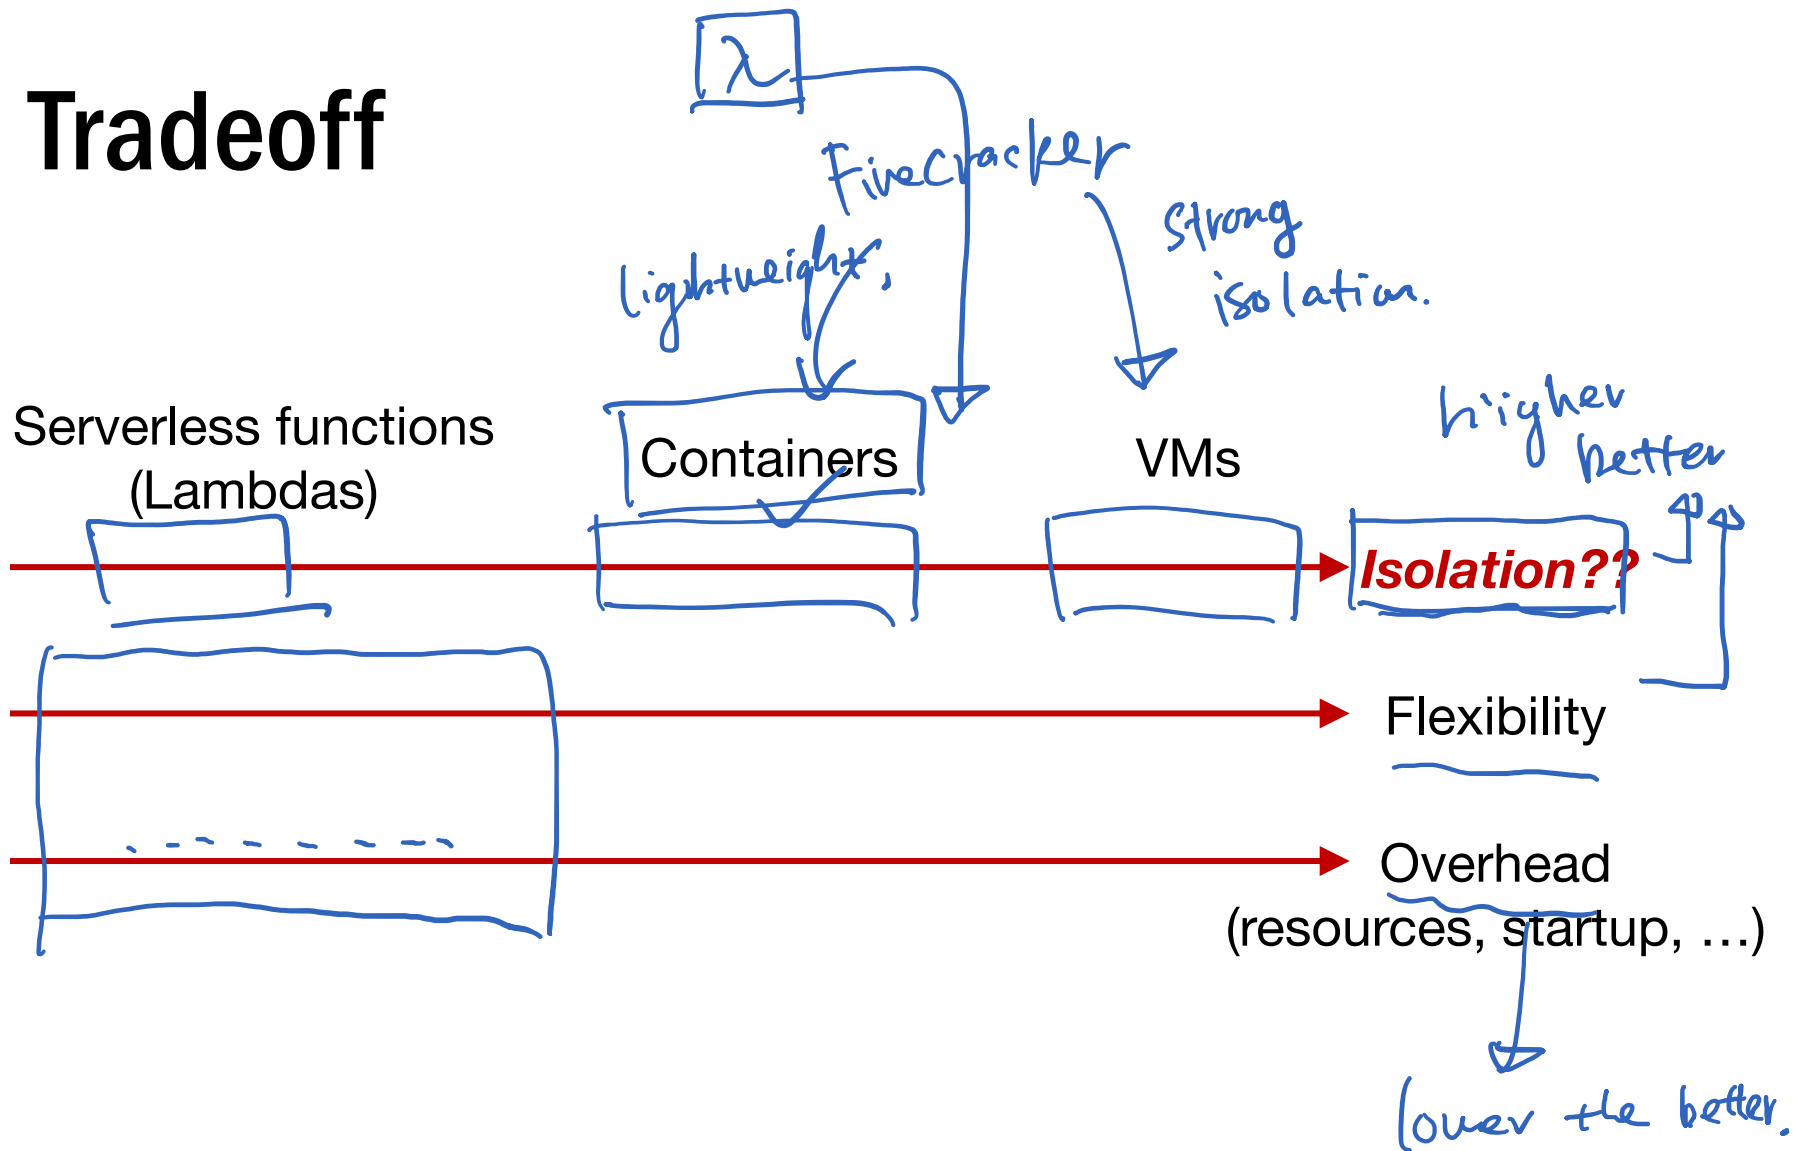 λ
Tradeoff
FireCracker
strong
isolation.
lightweight.
higher
better
Serverless functions
(Lambdas)
Containers
VMs
Isolation??
Flexibility
Overhead
(resources, startup, …)
lower the better.